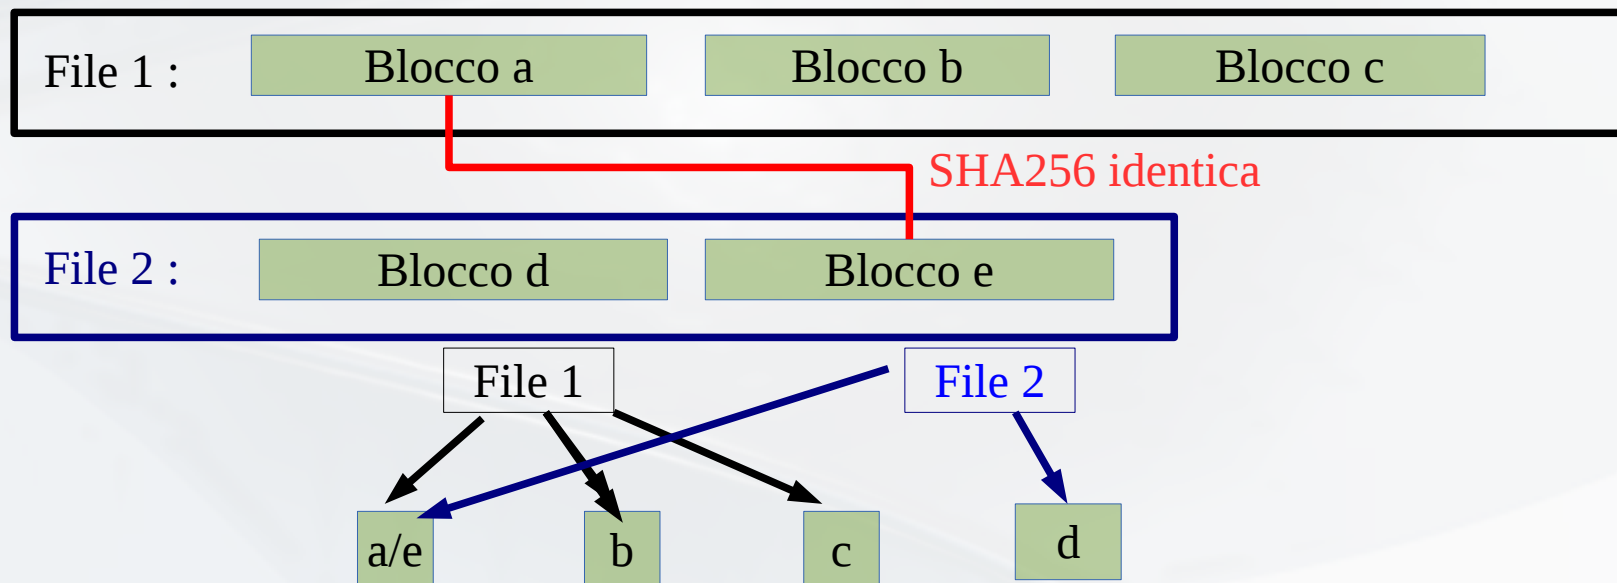 File 1 : Blocco a Blocco b Blocco c
SHA256 identica
File 2 : Blocco d Blocco e
File 1 File 2
a/e b c d